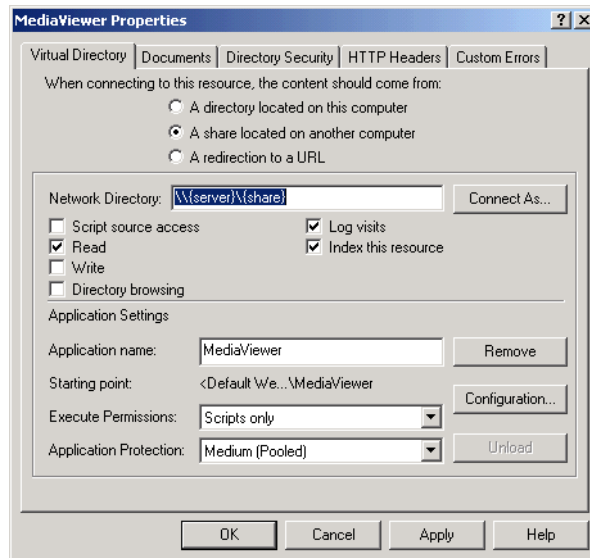 MediaViewer Properties
Virtual Directory Documents Directory Security HTTP Headers Custom Errors
When connecting to this resource, the content should come from:
A directory located on this computer
A share located on another computer
A redirection to a URL
Network Directory: \\{server}\{share} Connect As...
Script source access Log visits
Read Index this resource
Write
Directory browsing
Application Settings
Application name: MediaViewer Remove
Starting point: <Default We...\MediaViewer
Configuration...
Execute Permissions: Scripts only
Application Protection: Medium (Pooled) Unload
OK Cancel Apply Help